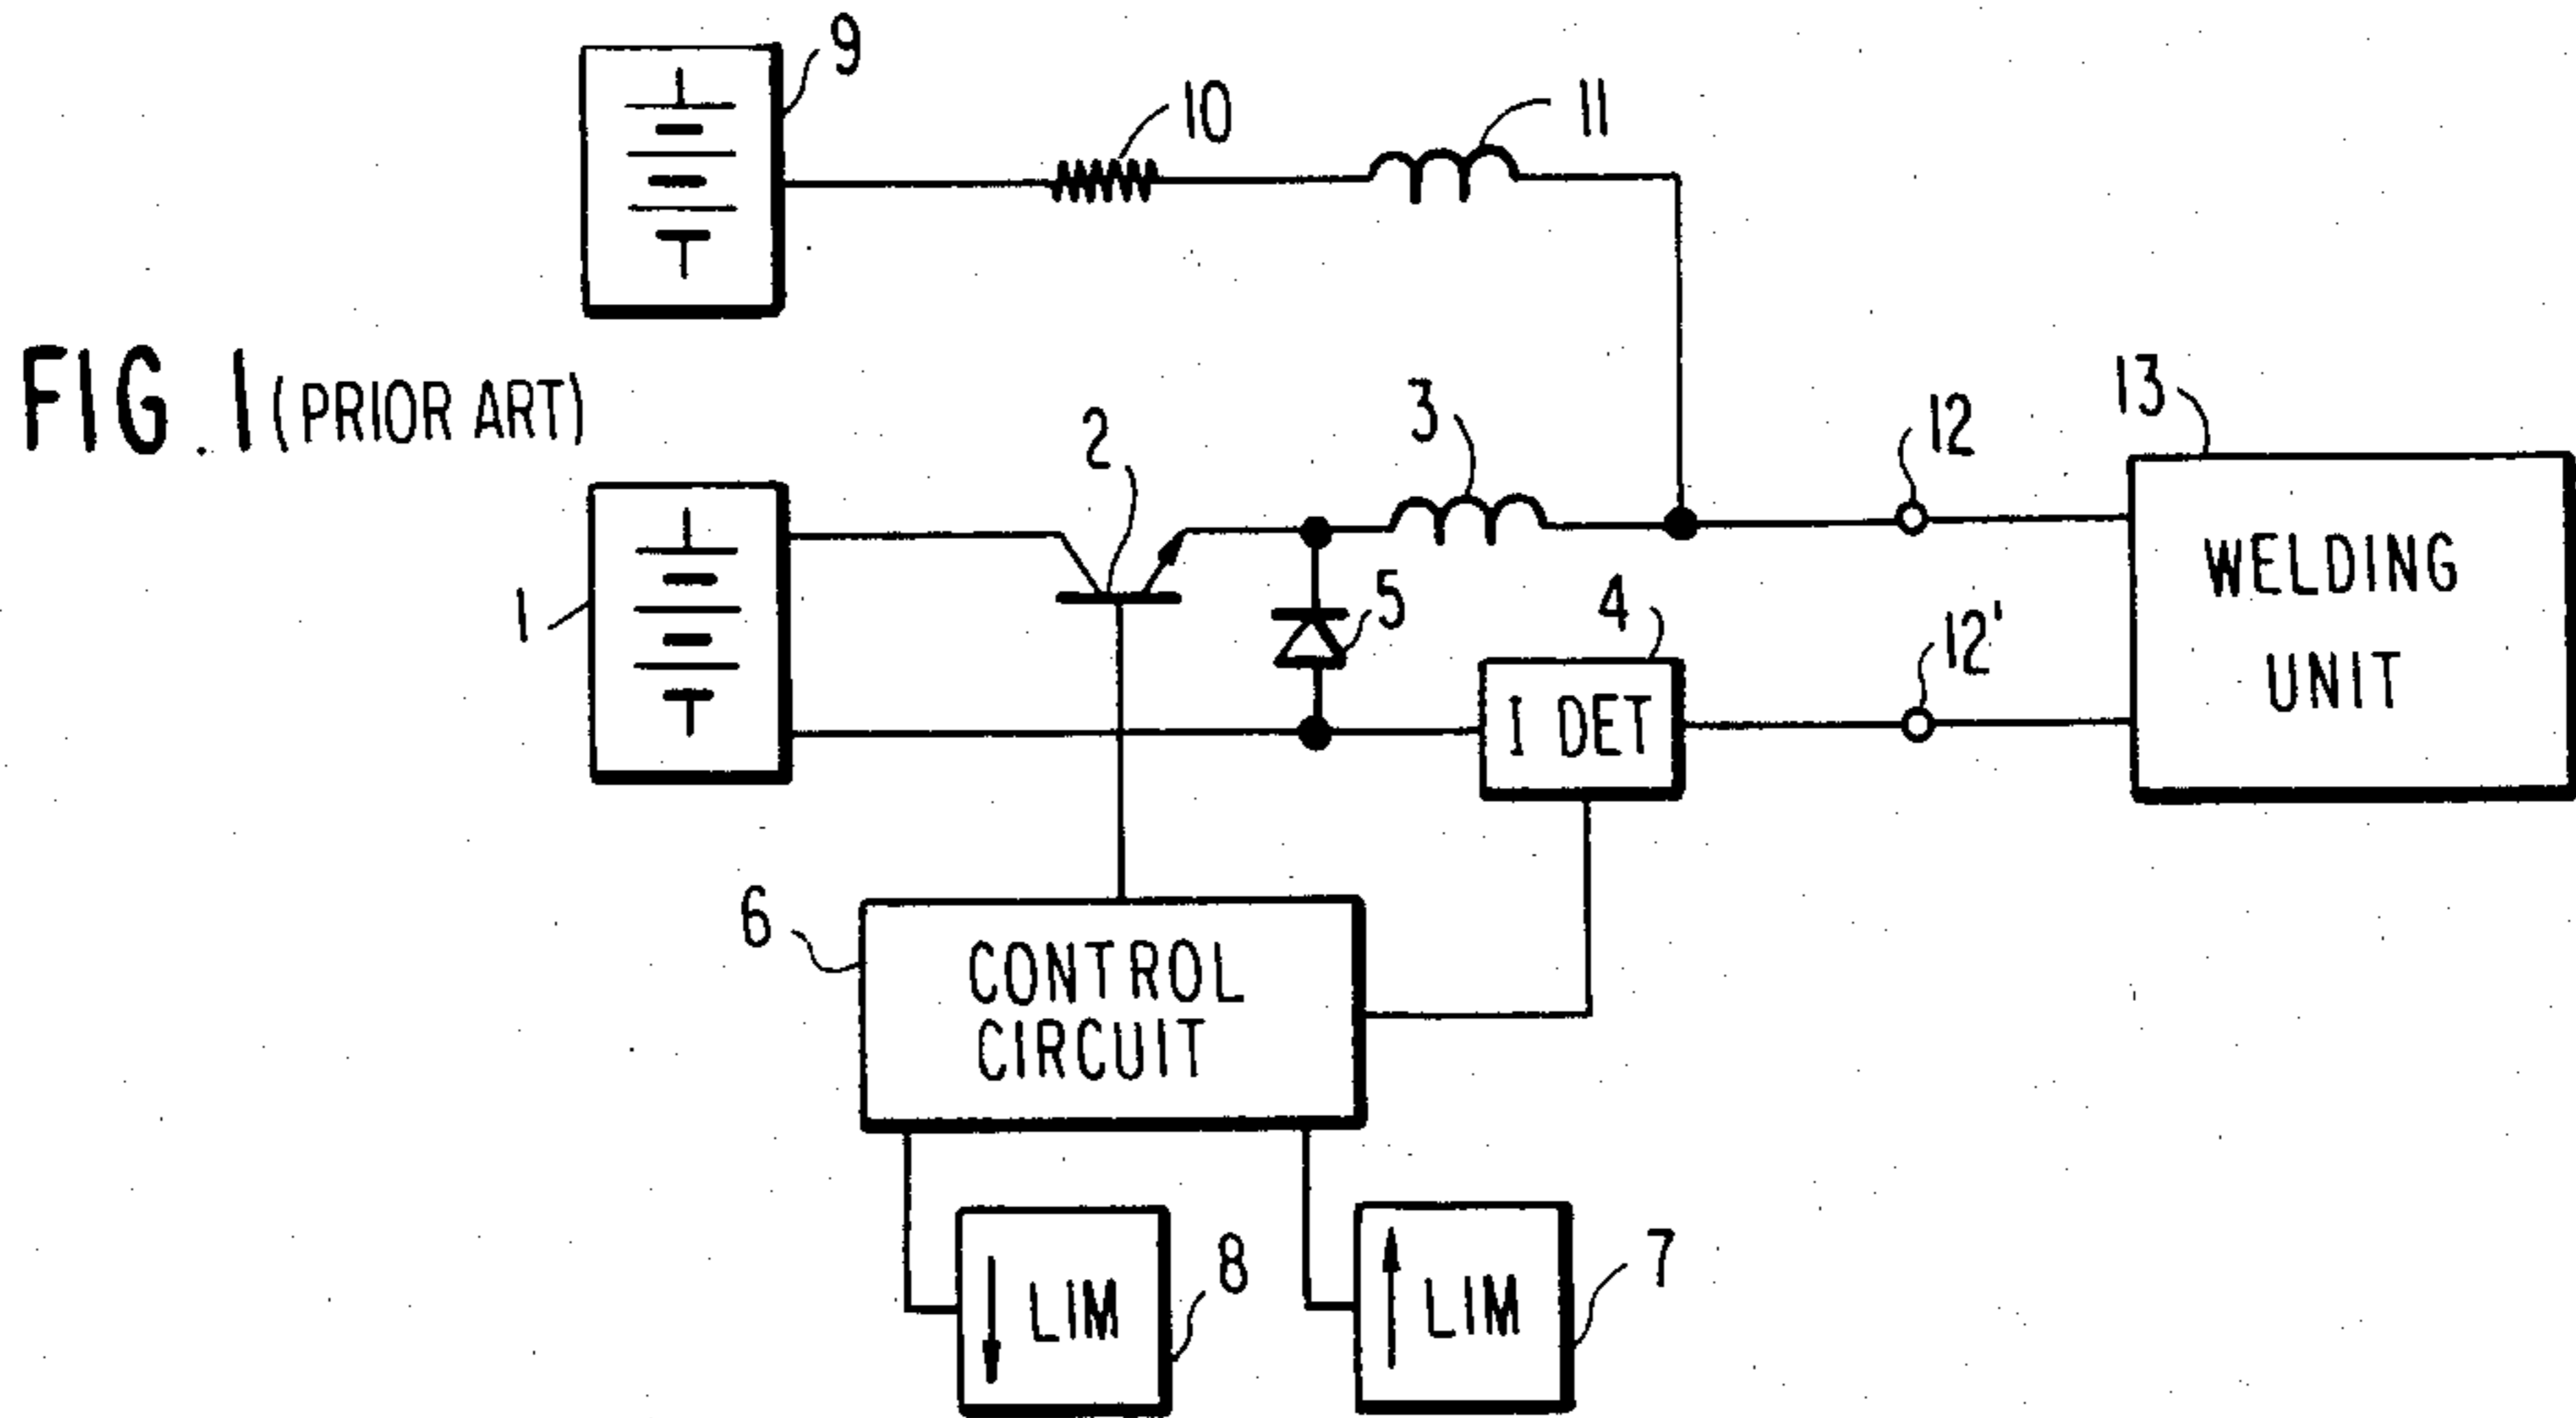 9
10
11
FIG. 1 (PRIOR ART)
2
3
12
13
WELDING
UNIT
1
5
4
12'
I DET
6
CONTROL
CIRCUIT
8
7
LIM
LIM